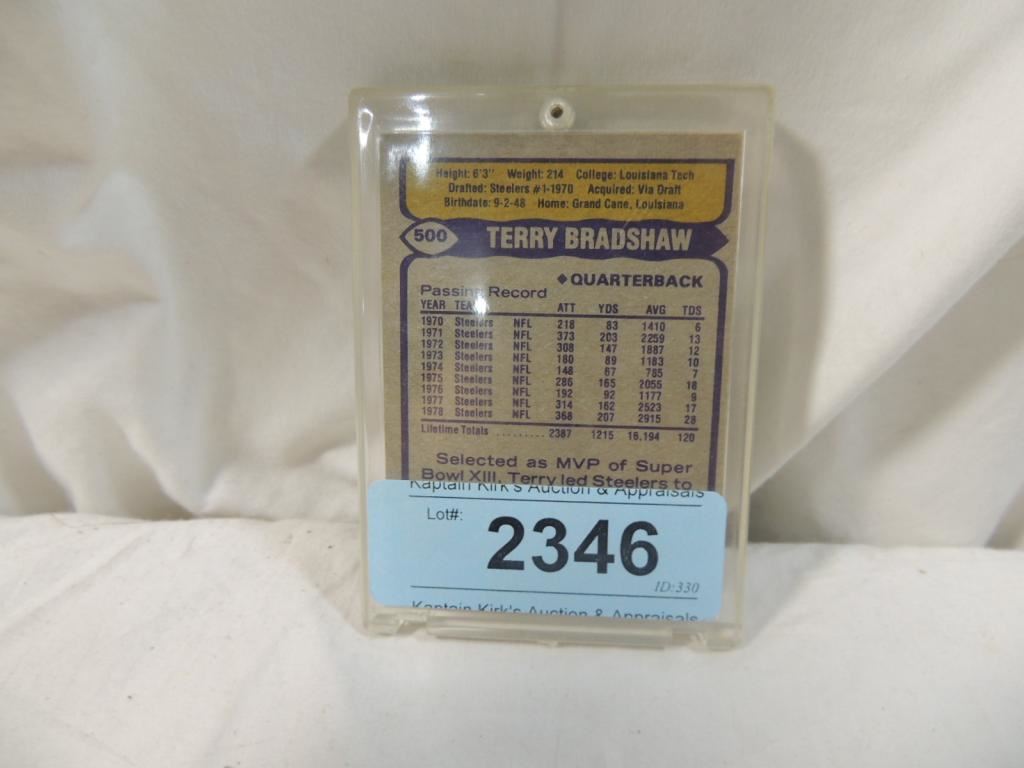 Height: 6'3" Weight: 214 College: Louisiana Tech
Drafted: Steelers #1-1970 Acquired: Via Draft
Birthdate: 9-2-48 Home: Grand Cane, Louisiana
500 TERRY BRADSHAW
◆QUARTERBACK
Passing Record
YEAR TEAM ATT YDS AVG TDS
1970 Steelers NFL 218 83 1410 6
1971 Steelers NFL 373 203 2259 13
1972 Steelers NFL 308 147 1887 12
1973 Steelers NFL 180 89 1183 10
1974 Steelers NFL 148 67 785 7
1975 Steelers NFL 286 165 2055 18
1976 Steelers NFL 192 92 1177 9
1977 Steelers NFL 314 162 2523 17
1978 Steelers NFL 368 207 2915 28
Lifetime Totals ......... 2387 1215 16,194 120
Selected as MVP of Super
Bowl XIII, Terry led Steelers to
Kaptain Kirk's Auction & Appraisals
Lot#: 2346
ID:330
Kaptain Kirk's Auction & Appraisals